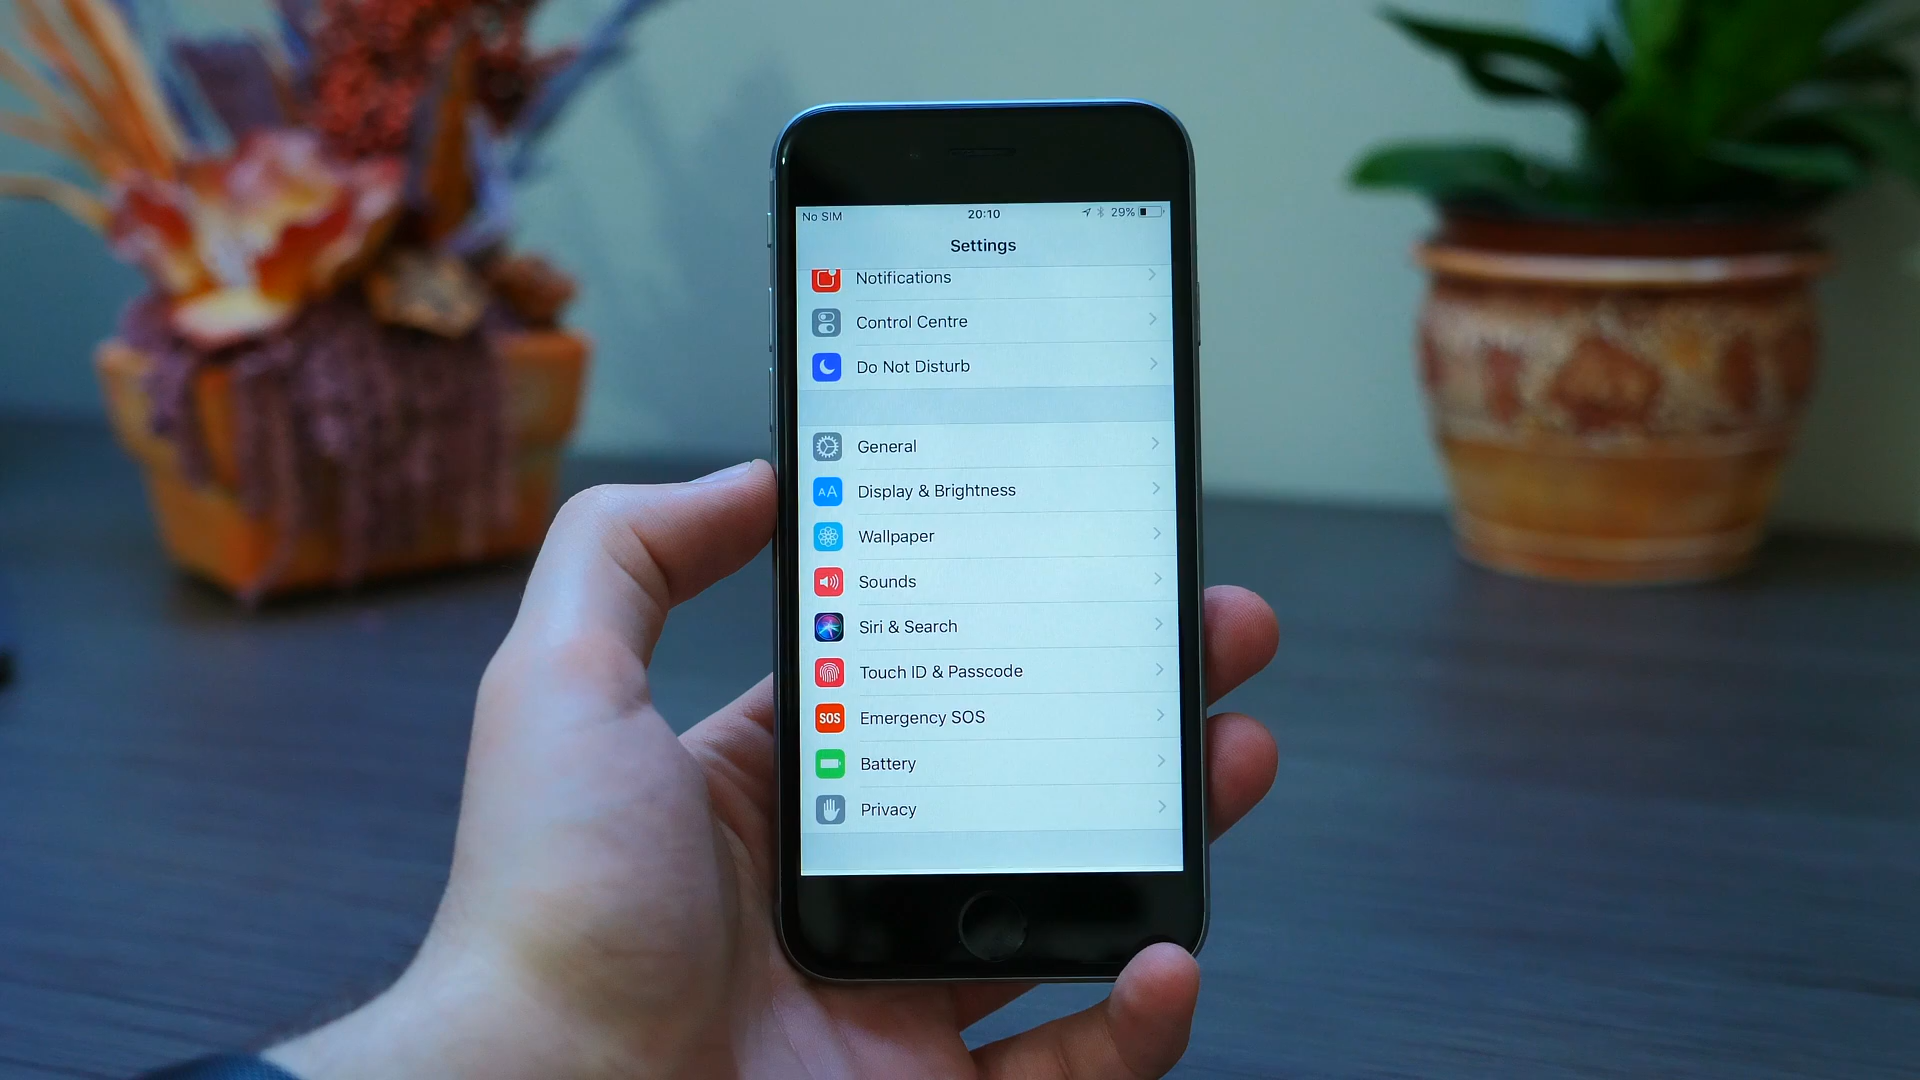 No SIM 20:10 29%
Settings
Notifications
Control Centre
Do Not Disturb
General
AA Display & Brightness
Wallpaper
Sounds
Siri & Search
Touch ID & Passcode
SOS Emergency SOS
Battery
Privacy